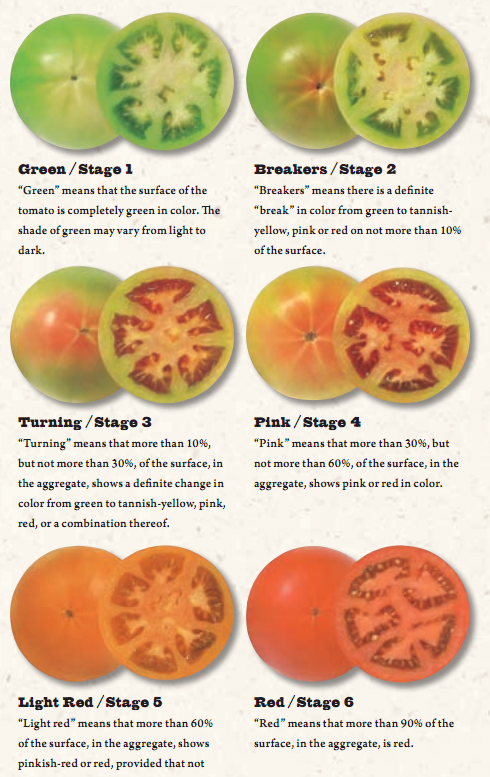 Green / Stage 1
“Green” means that the surface of the
tomato is completely green in color. The
shade of green may vary from light to
dark.
Breakers / Stage 2
“Breakers” means there is a definite
“break” in color from green to tannish-
yellow, pink or red on not more than 10%
of the surface.
Turning / Stage 3
“Turning” means that more than 10%,
but not more than 30%, of the surface, in
the aggregate, shows a definite change in
color from green to tannish-yellow, pink,
red, or a combination thereof.
Pink / Stage 4
“Pink” means that more than 30%, but
not more than 60%, of the surface, in the
aggregate, shows pink or red in color.
Light Red / Stage 5
“Light red” means that more than 60%
of the surface, in the aggregate, shows
pinkish-red or red, provided that not
Red / Stage 6
“Red” means that more than 90% of the
surface, in the aggregate, is red.